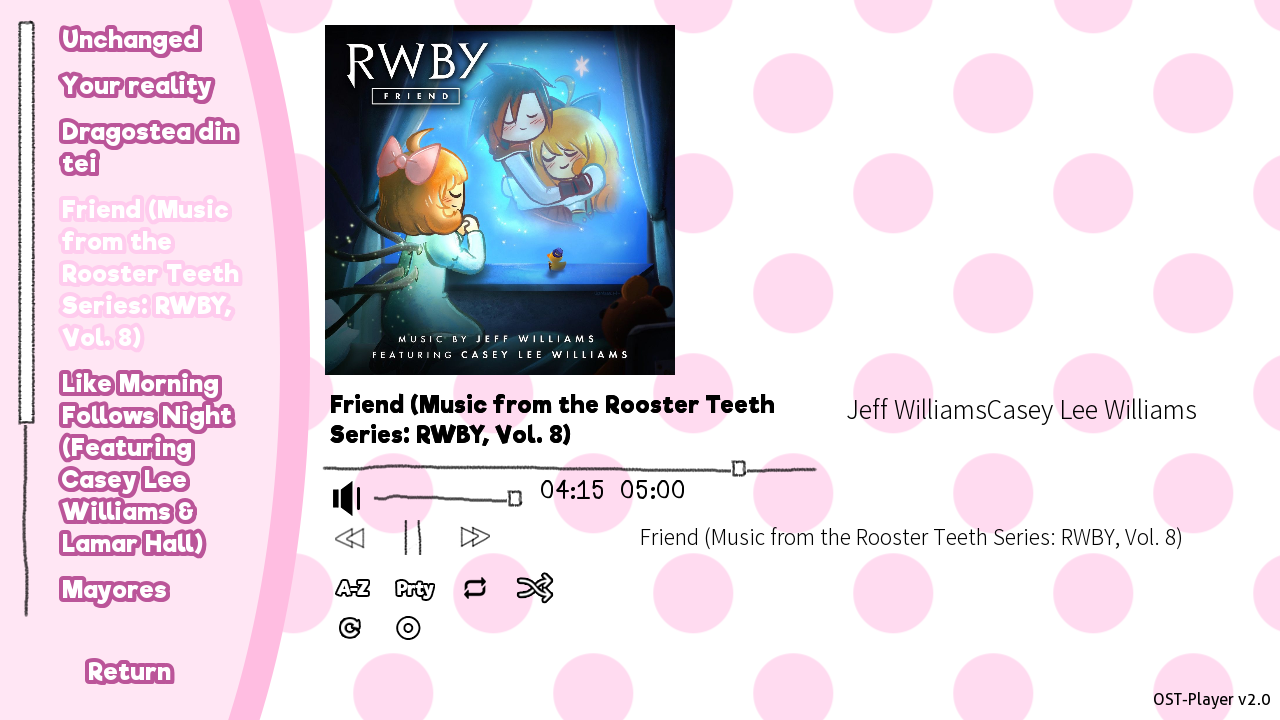 Unchanged
Your reality
Dragostea din
tei
Friend (Music
from the
Rooster Teeth
Series: RWBY,
Vol. 8)
Like Morning
Follows Night
(Featuring
Casey Lee
Williams &
Lamar Hall)
Mayores
Return
RWBY
FRIEND
MUSIC BY JEFF WILLIAMS
FEATURING CASEY LEE WILLIAMS
Friend (Music from the Rooster Teeth
Series: RWBY, Vol. 8)
Jeff WilliamsCasey Lee Williams
04:15 05:00
Friend (Music from the Rooster Teeth Series: RWBY, Vol. 8)
A-Z Prty
OST-Player v2.0